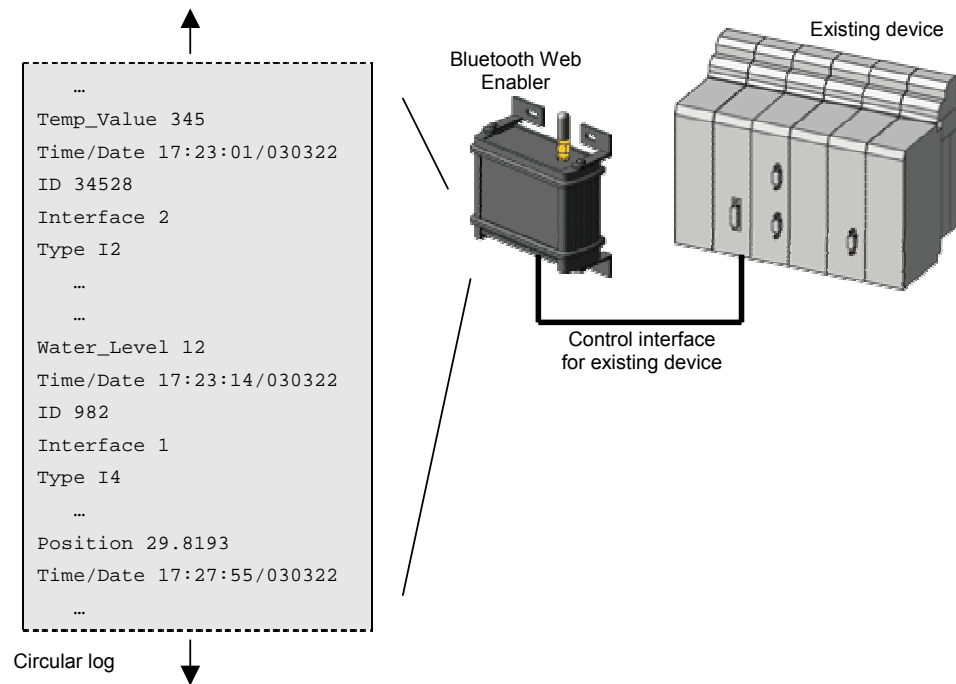 …
Temp_Value 345
Time/Date 17:23:01/030322
ID 34528
Interface 2
Type I2
…
…
Water_Level 12
Time/Date 17:23:14/030322
ID 982
Interface 1
Type I4
…
Position 29.8193
Time/Date 17:27:55/030322
…
Circular log
Bluetooth Web
Enabler
Existing device
Control interface
for existing device